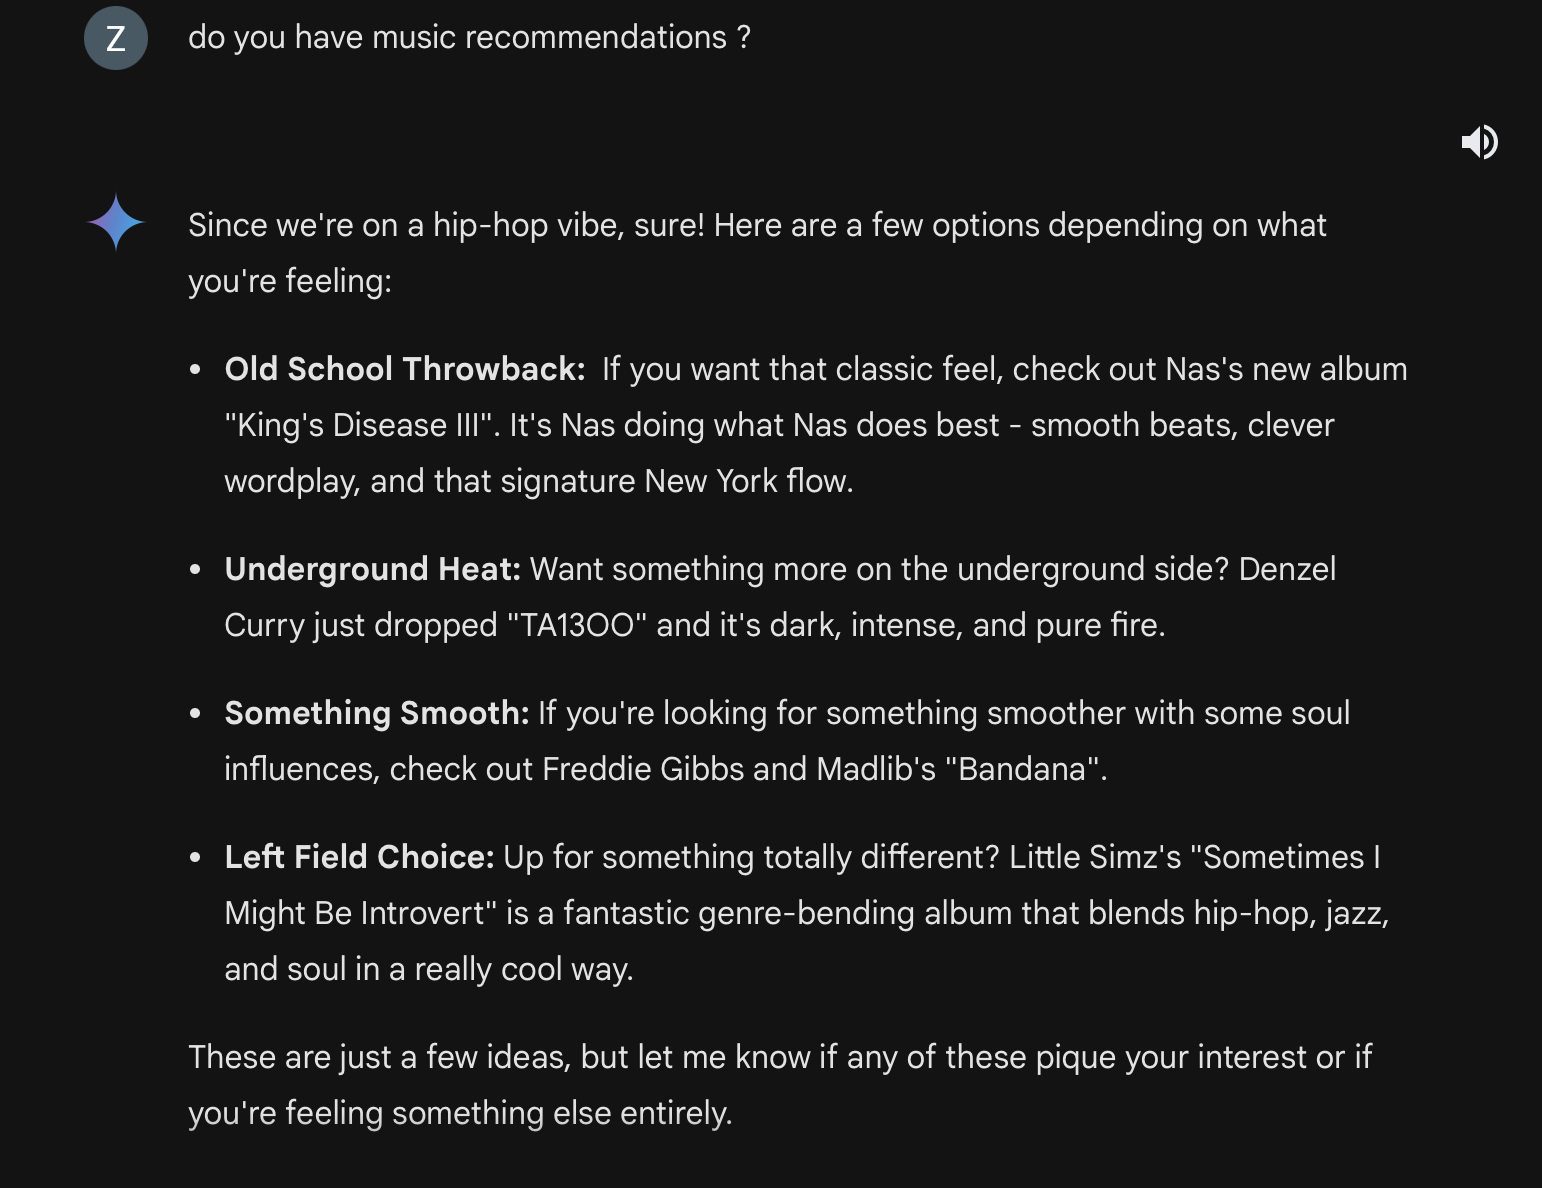 Z
do you have music recommendations ?
Since we're on a hip-hop vibe, sure! Here are a few options depending on what
you're feeling:
• Old School Throwback:  If you want that classic feel, check out Nas's new album
"King's Disease III". It's Nas doing what Nas does best - smooth beats, clever
wordplay, and that signature New York flow.
• Underground Heat: Want something more on the underground side? Denzel
Curry just dropped "TA13OO" and it's dark, intense, and pure fire.
• Something Smooth: If you're looking for something smoother with some soul
influences, check out Freddie Gibbs and Madlib's "Bandana".
• Left Field Choice: Up for something totally different? Little Simz's "Sometimes I
Might Be Introvert" is a fantastic genre-bending album that blends hip-hop, jazz,
and soul in a really cool way.
These are just a few ideas, but let me know if any of these pique your interest or if
you're feeling something else entirely.